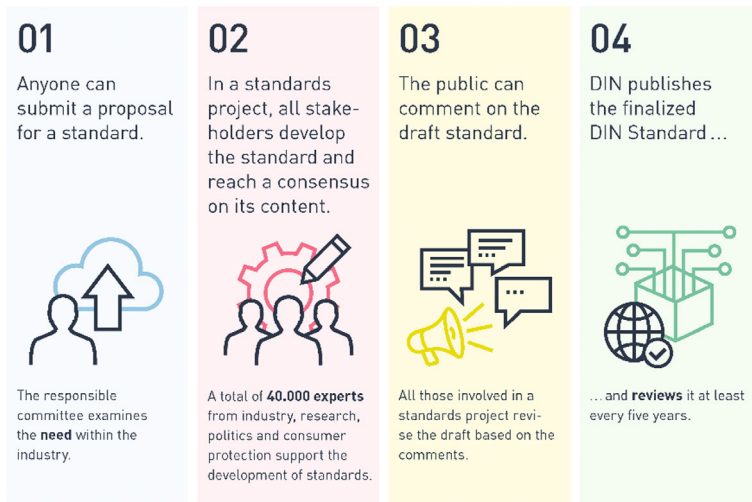 01
Anyone can
submit a proposal
for a standard.
The responsible
committee examines
the need within the
industry.
02
In a standards
project, all stake-
holders develop
the standard and
reach a consensus
on its content.
A total of 40.000 experts
from industry, research,
politics and consumer
protection support the
development of standards.
03
The public can
comment on the
draft standard.
All those involved in a
standards project revi-
se the draft based on the
comments.
04
DIN publishes
the finalized
DIN Standard ...
... and reviews it at least
every five years.